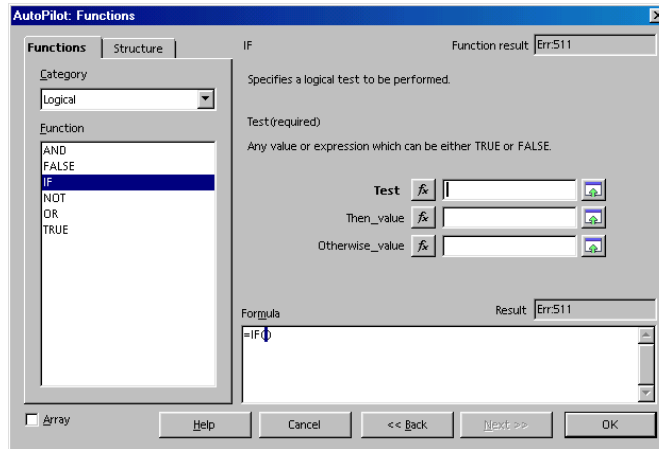 AutoPilot: Functions
Functions
Structure
IF
Function result
Err:511
Category
Logical
Specifies a logical test to be performed.
Function
Test(required)
Any value or expression which can be either TRUE or FALSE.
AND
FALSE
IF
NOT
OR
TRUE
Test
Then_value
Otherwise_value
Formula
Result
Err:511
=IF()
Array
Help
Cancel
<< Back
Next >>
OK